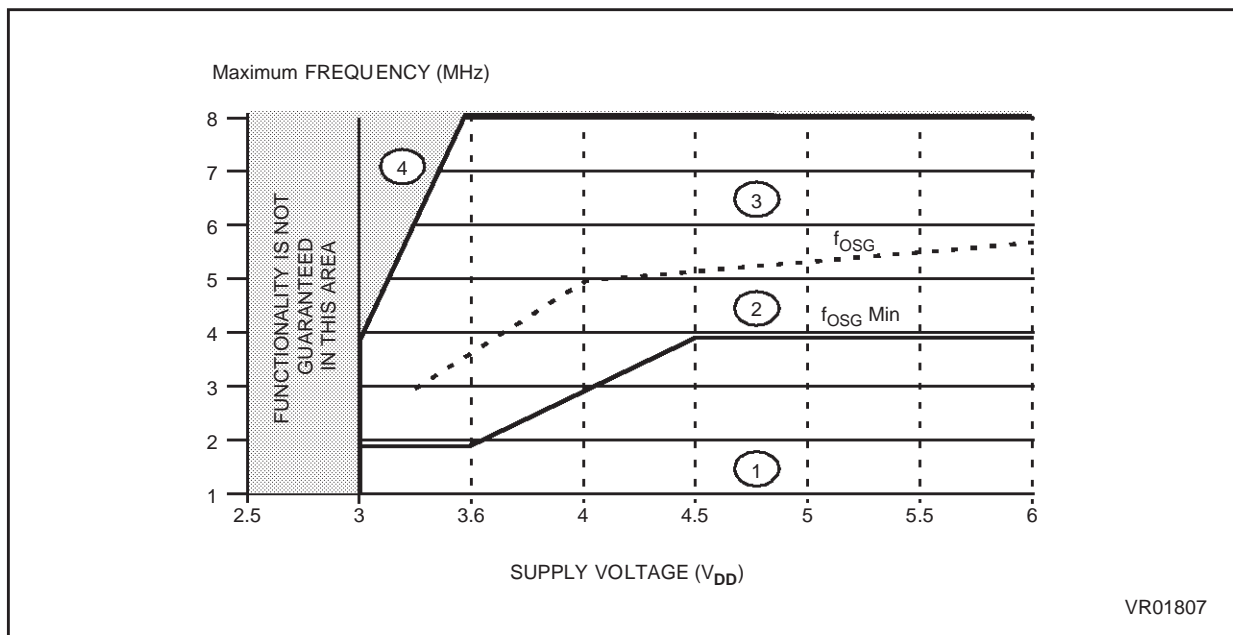 Maximum FREQUENCY (MHz)
8
7
6
5
4
3
2
1
FUNCTIONALITY IS NOT
GUARANTEED
IN THIS AREA
4
3
fOSG
2
fOSG Min
1
2.5 3 3.6 4 4.5 5 5.5 6
SUPPLY VOLTAGE (VDD)
VR01807